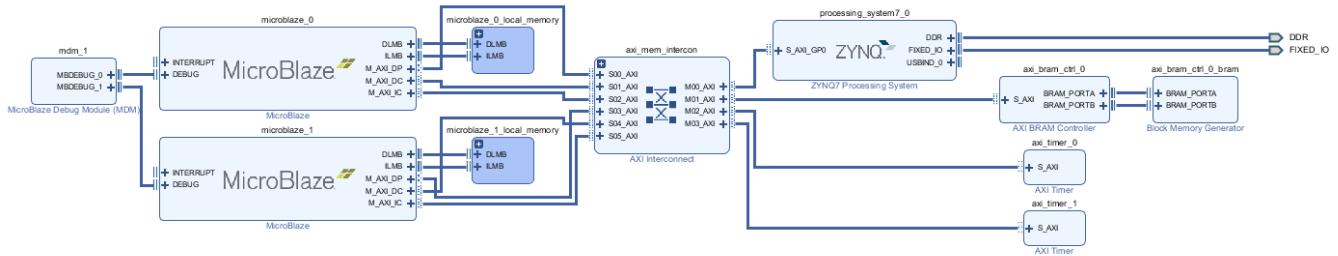 mdm_1
MBDEBUG_0
MBDEBUG_1
MicroBlaze Debug Module (MDM)
microblaze_0
INTERRUPT
DEBUG
MicroBlaze
DLMB
ILMB
M_AXI_DP
M_AXI_DC
M_AXI_IC
MicroBlaze
microblaze_0_local_memory
DLMB
ILMB
microblaze_1
INTERRUPT
DEBUG
MicroBlaze
DLMB
ILMB
M_AXI_DP
M_AXI_DC
M_AXI_IC
MicroBlaze
microblaze_1_local_memory
DLMB
ILMB
axi_mem_intercon
S00_AXI
S01_AXI
S02_AXI
S03_AXI
S04_AXI
S05_AXI
M00_AXI
M01_AXI
M02_AXI
M03_AXI
AXI Interconnect
processing_system7_0
S_AXI_GP0
ZYNQ
DDR
FIXED_IO
USBIND_0
ZYNQ7 Processing System
DDR
FIXED_IO
axi_bram_ctrl_0
S_AXI
BRAM_PORTA
BRAM_PORTB
AXI BRAM Controller
axi_bram_ctrl_0_bram
BRAM_PORTA
BRAM_PORTB
Block Memory Generator
axi_timer_0
S_AXI
AXI Timer
axi_timer_1
S_AXI
AXI Timer